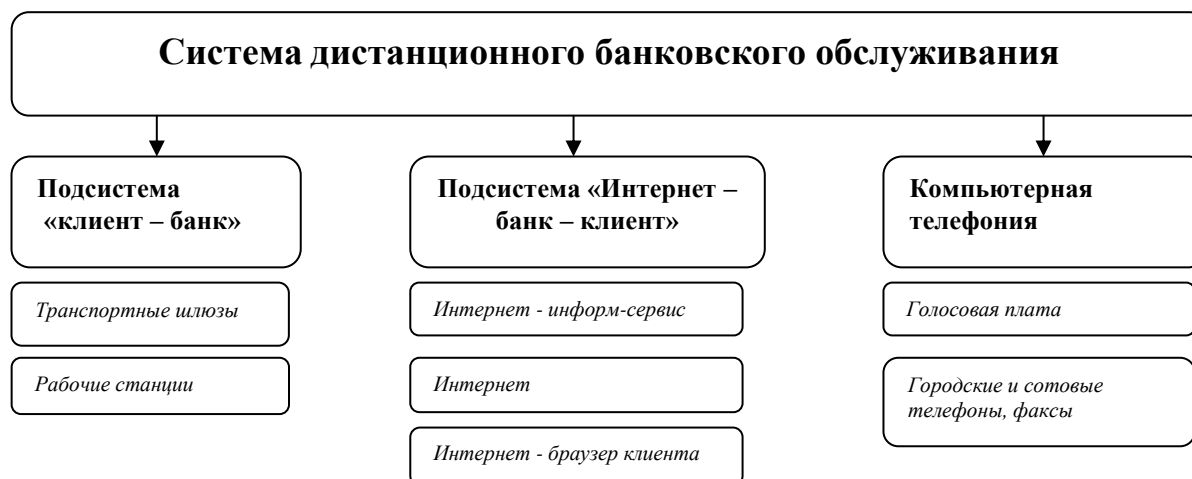 Система дистанционного банковского обслуживания
Подсистема
«клиент – банк»
Транспортные шлюзы
Рабочие станции
Подсистема «Интернет –
банк – клиент»
Интернет - информ-сервис
Интернет
Интернет - браузер клиента
Компьютерная
телефония
Голосовая плата
Городские и сотовые
телефоны, факсы